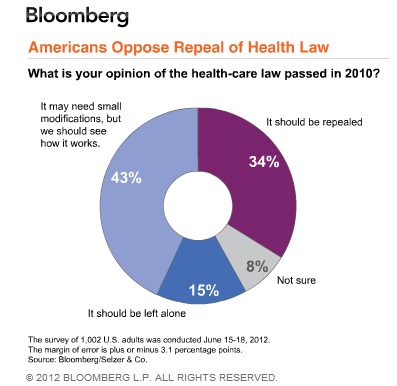 Bloomberg
Americans Oppose Repeal of Health Law
What is your opinion of the health-care law passed in 2010?
It may need small
modifications, but
we should see
how it works.
It should be repealed
34%
43%
8%
Not sure
15%
It should be left alone
The survey of 1,002 U.S. adults was conducted June 15-18, 2012.
The margin of error is plus or minus 3.1 percentage points.
Source: Bloomberg/Selzer & Co.
© 2012 BLOOMBERG L.P. ALL RIGHTS RESERVED.